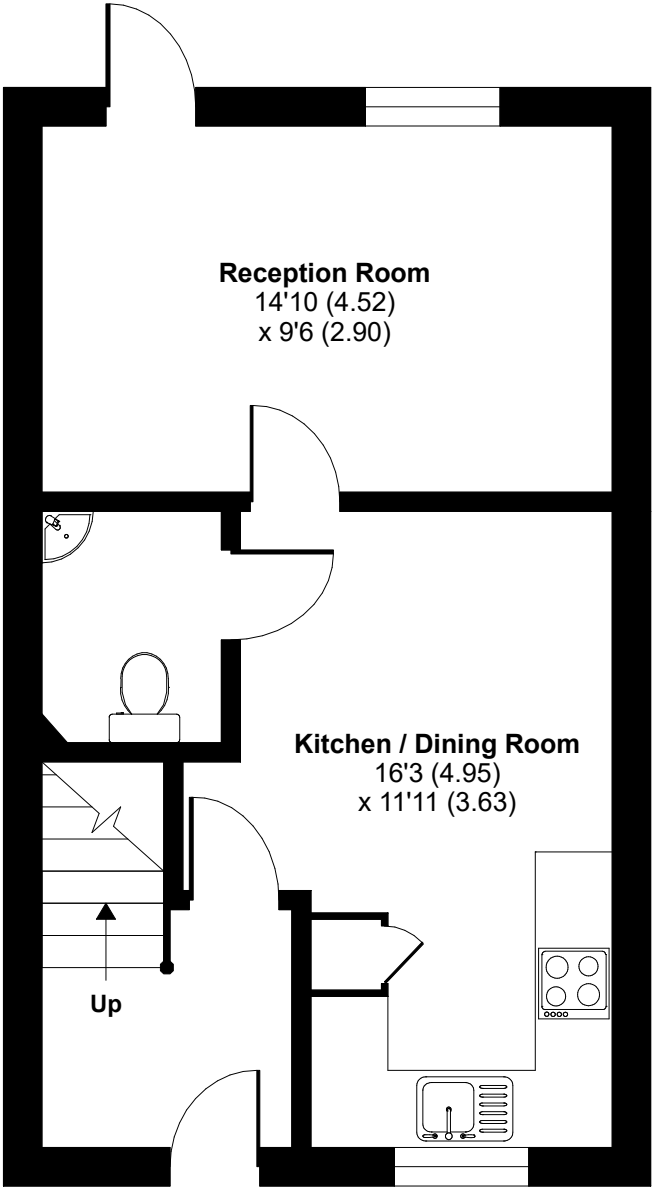 Reception Room
14'10 (4.52)
x 9'6 (2.90)
Kitchen / Dining Room
16'3 (4.95)
x 11'11 (3.63)
Up